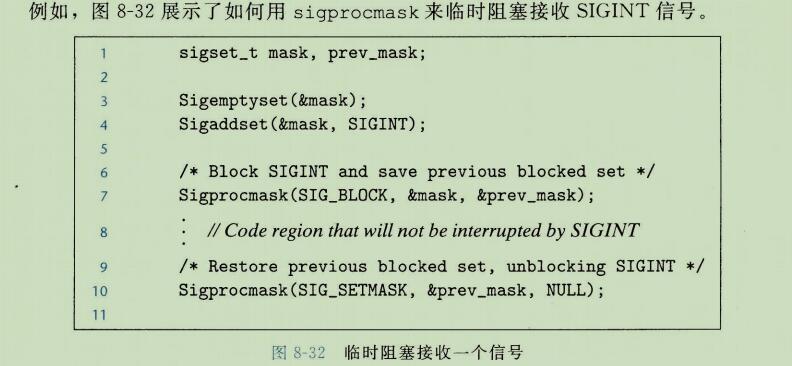 例如，图 8-32 展示了如何用 sigprocmask 来临时阻塞接收 SIGINT 信号。
1 sigset_t mask, prev_mask;
2
3 Sigemptyset(&mask);
4 Sigaddset(&mask, SIGINT);
5
6 /* Block SIGINT and save previous blocked set */
7 Sigprocmask(SIG_BLOCK, &mask, &prev_mask);
8 ⋮ // Code region that will not be interrupted by SIGINT
9 /* Restore previous blocked set, unblocking SIGINT */
10 Sigprocmask(SIG_SETMASK, &prev_mask, NULL);
11
图 8-32 临时阻塞接收一个信号